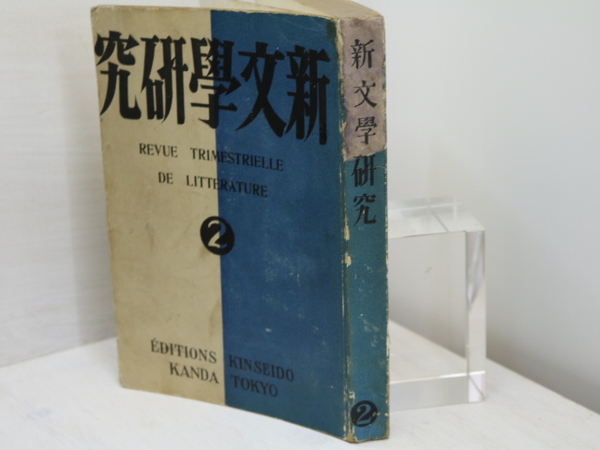 新文學研究
REVUE TRIMESTRIELLE
DE LITTÉRATURE
2
ÉDITIONS KINSEIDO
KANDA TOKYO
新文學研究
2